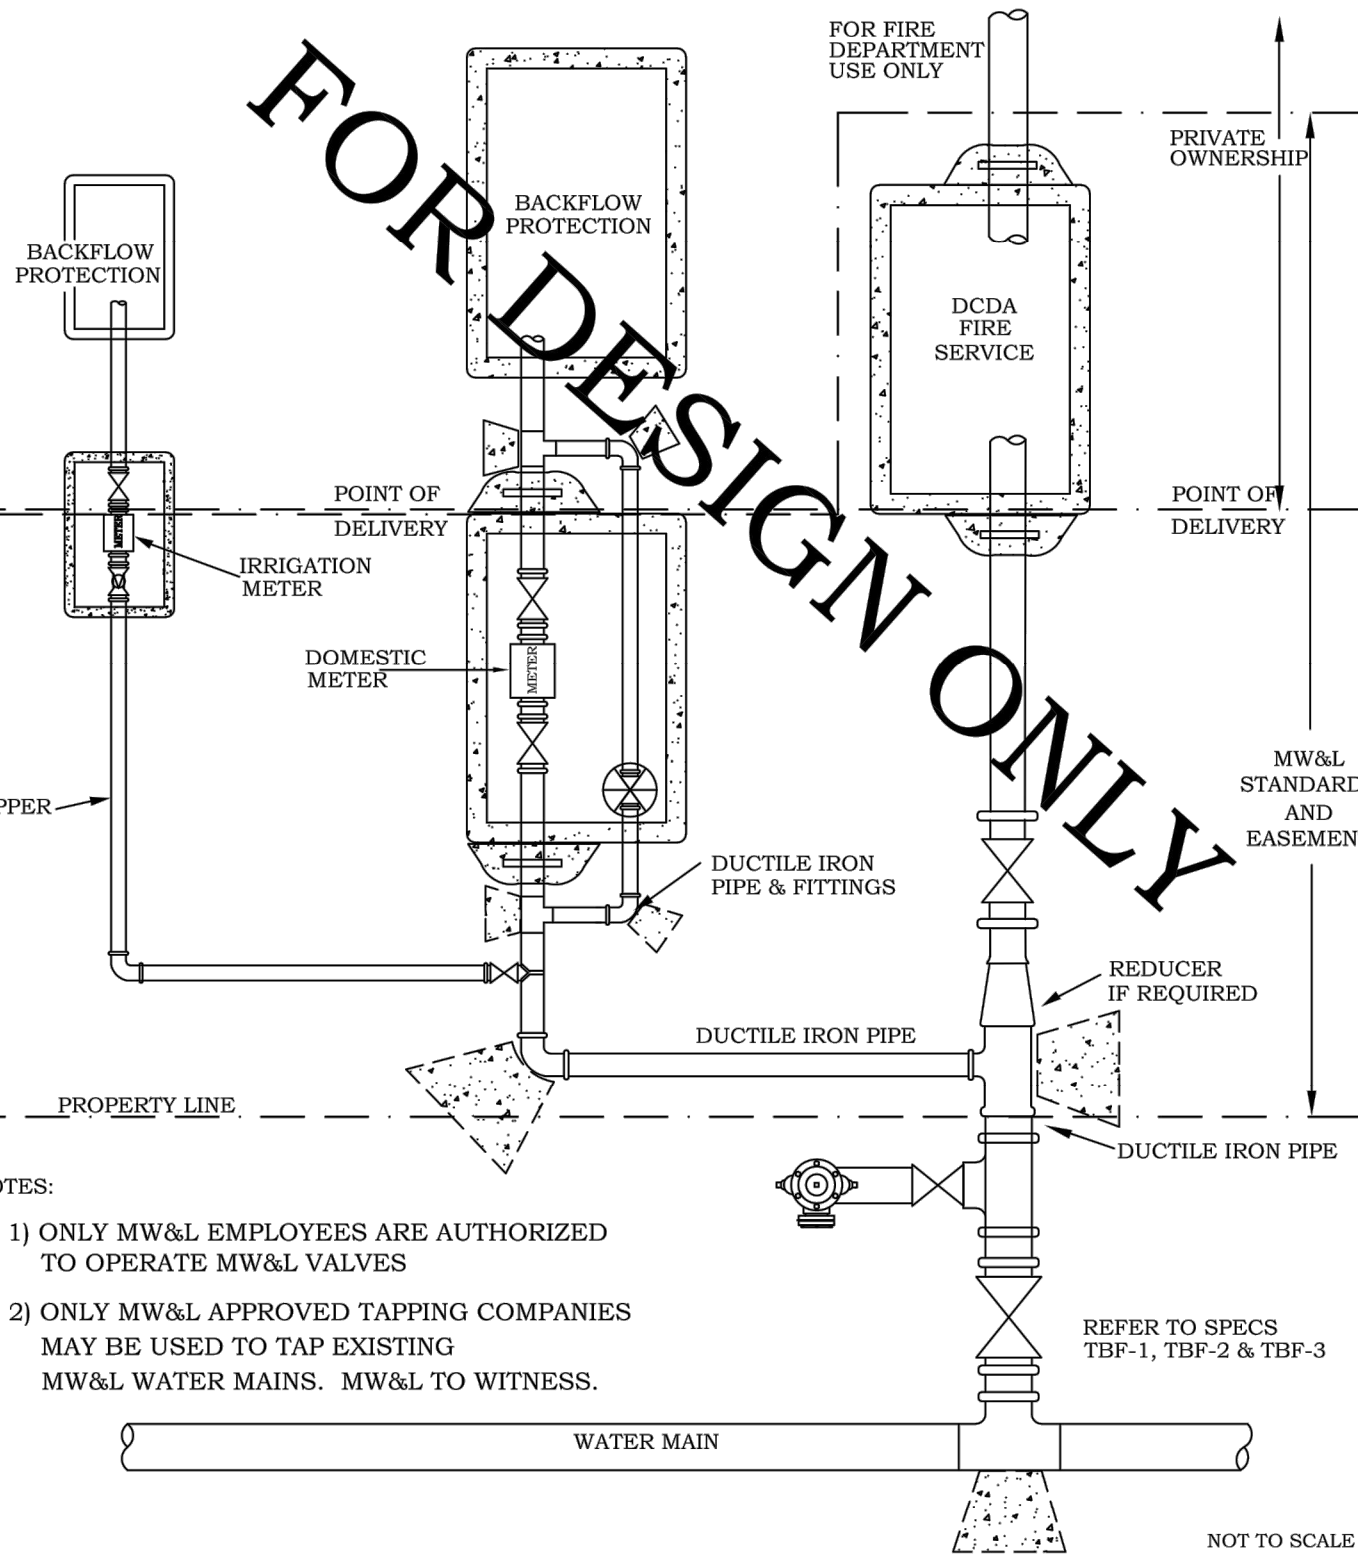 FOR DESIGN ONLY
FOR FIRE
DEPARTMENT
USE ONLY
PRIVATE
OWNERSHIP
BACKFLOW
PROTECTION
BACKFLOW
PROTECTION
DCDA
FIRE
SERVICE
POINT OF
DELIVERY
POINT OF
DELIVERY
METER
IRRIGATION
METER
DOMESTIC
METER
METER
MW&L
STANDARD
AND
EASEMEN
PPER
DUCTILE IRON
PIPE & FITTINGS
REDUCER
IF REQUIRED
DUCTILE IRON PIPE
PROPERTY LINE
DUCTILE IRON PIPE
OTES:
1) ONLY MW&L EMPLOYEES ARE AUTHORIZED
TO OPERATE MW&L VALVES
2) ONLY MW&L APPROVED TAPPING COMPANIES
MAY BE USED TO TAP EXISTING
MW&L WATER MAINS. MW&L TO WITNESS.
REFER TO SPECS
TBF-1, TBF-2 & TBF-3
WATER MAIN
NOT TO SCALE